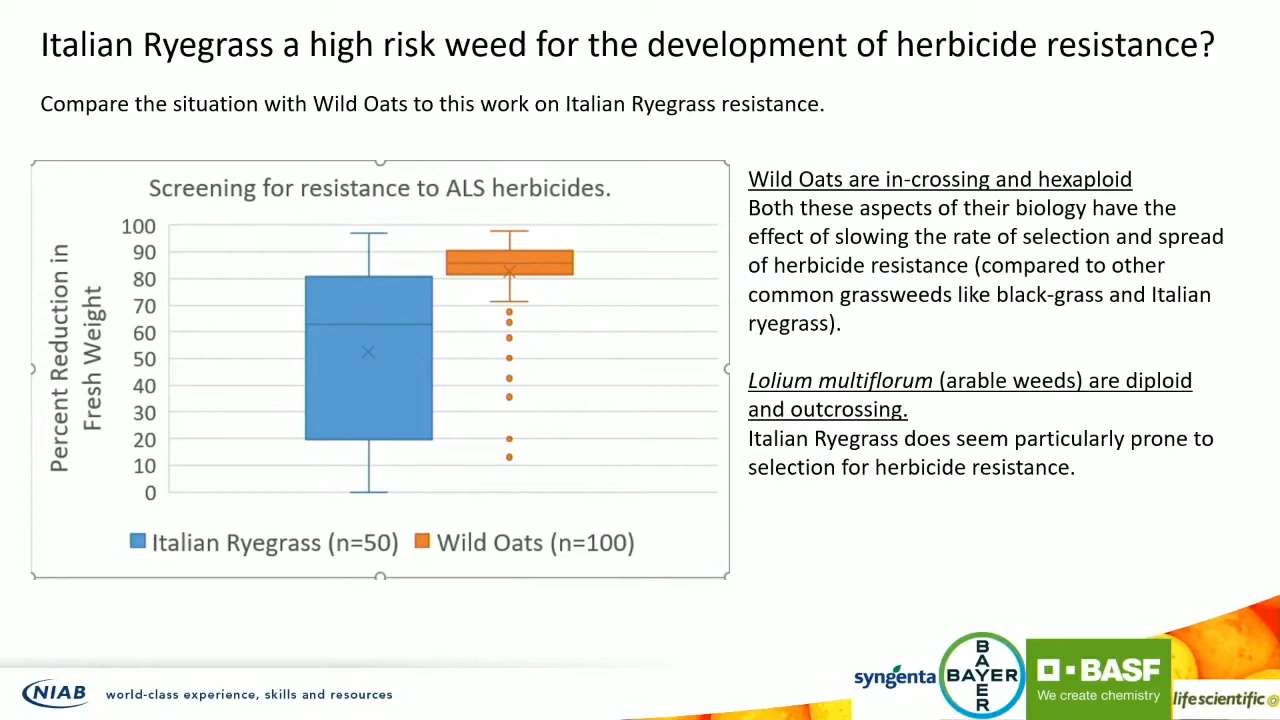 Italian Ryegrass a high risk weed for the development of herbicide resistance?
Compare the situation with Wild Oats to this work on Italian Ryegrass resistance.
Screening for resistance to ALS herbicides.
Percent Reduction in
Fresh Weight
100
90
80
70
60
50
40
30
20
10
0
Italian Ryegrass (n=50) Wild Oats (n=100)
Wild Oats are in-crossing and hexaploid
Both these aspects of their biology have the
effect of slowing the rate of selection and spread
of herbicide resistance (compared to other
common grassweeds like black-grass and Italian
ryegrass).
Lolium multiflorum (arable weeds) are diploid
and outcrossing.
Italian Ryegrass does seem particularly prone to
selection for herbicide resistance.
NIAB world-class experience, skills and resources
syngenta
BAYER
BAYER
BASF
We create chemistry
lifescientific